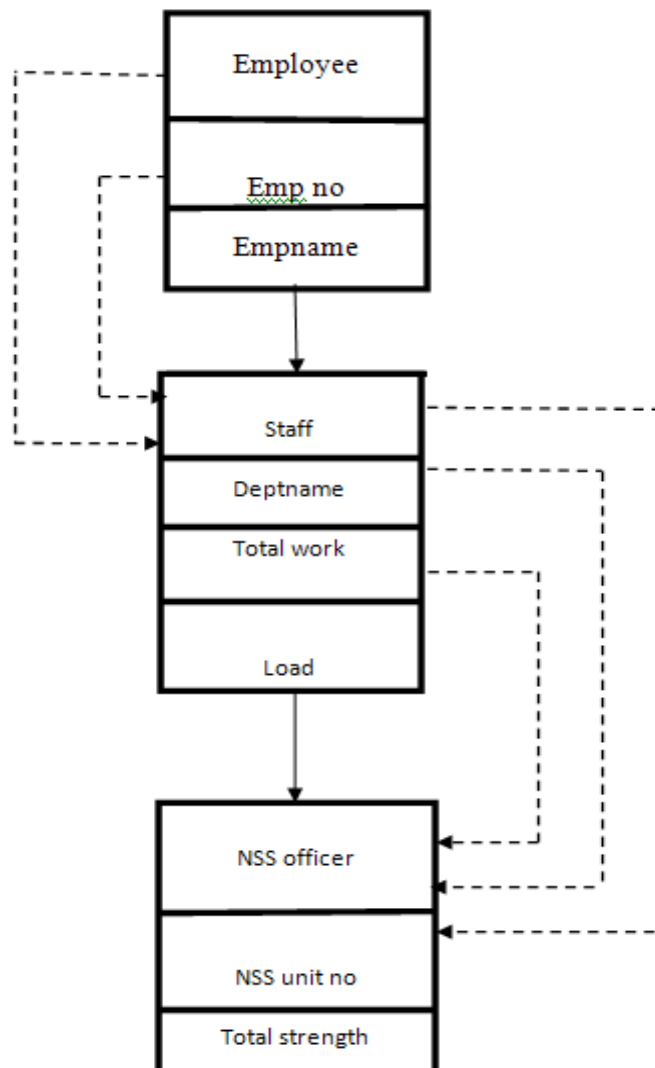 Employee
Emp no
Empname
Staff
Deptname
Total work
Load
NSS officer
NSS unit no
Total strength